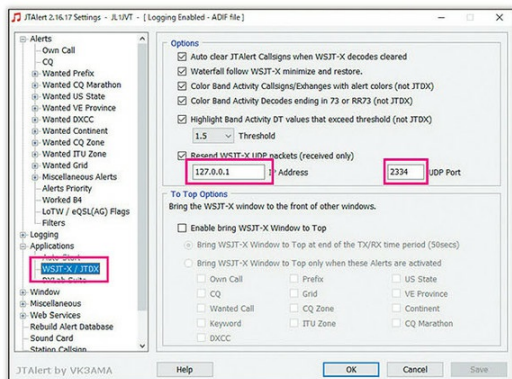 JTAlert 2.16.17 Settings - JL1JVT - [ Logging Enabled - ADIF file ]
Alerts
Own Call
CQ
Wanted Prefix
Wanted CQ Marathon
Wanted US State
Wanted VE Province
Wanted DXCC
Wanted Continent
Wanted CQ Zone
Wanted ITU Zone
Wanted Grid
Miscellaneous Alerts
Alerts Priority
Worked B4
LoTW / eQSL(AG) Flags
Filters
Logging
Applications
Auto-Start
WSJT-X / JTDX
DXLab Suite
Window
Miscellaneous
Web Services
Rebuild Alert Database
Sound Card
Station Callsign
Options
Auto clear JTAlert Callsigns when WSJT-X decodes cleared
Waterfall follow WSJT-X minimize and restore.
Color Band Activity Callsigns/Exhanges with alert colors (not JTDX)
Color Band Activity Decodes ending in 73 or RR73 (not JTDX)
Highlight Band Activity DT values that exceed threshold (not JTDX)
1.5 Threshold
Resend WSJT-X UDP packets (received only)
127.0.0.1 IP Address 2334 UDP Port
To Top Options
Bring the WSJT-X window to the front of other windows.
Enable bring WSJT-X Window to Top
Bring WSJT-X Window to Top at end of the TX/RX time period (50secs)
Bring WSJT-X Window to Top only when these Alerts are activated
Own Call Prefix US State
CQ Grid VE Province
Wanted Call CQ Zone Continent
Keyword ITU Zone CQ Marathon
DXCC
JTAlert by VK3AMA Help OK Cancel Save